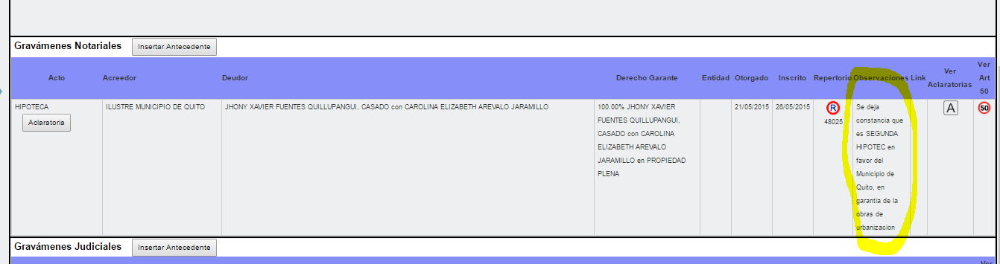 Gravámenes Notariales Insertar Antecedente
Acto Acreedor Deudor Derecho Garante Entidad Otorgado Inscrito Repertorio Observaciones Link Ver Aclaratorias Ver Art 50
HIPOTECA
Aclaratoria
ILUSTRE MUNICIPIO DE QUITO
JHONY XAVIER FUENTES QUILLUPANGUI, CASADO con CAROLINA ELIZABETH AREVALO JARAMILLO
100.00% JHONY XAVIER
FUENTES QUILLUPANGUI,
CASADO con CAROLINA
ELIZABETH AREVALO
JARAMILLO en PROPIEDAD
PLENA
21/05/2015
26/05/2015
R
48025
Se deja
constancia que
es SEGUNDA
HIPOTEC en
favor del
Municipio de
Quito, en
garantia de la
obras de
urbanizacion
A
50
Gravámenes Judiciales Insertar Antecedente
Ver